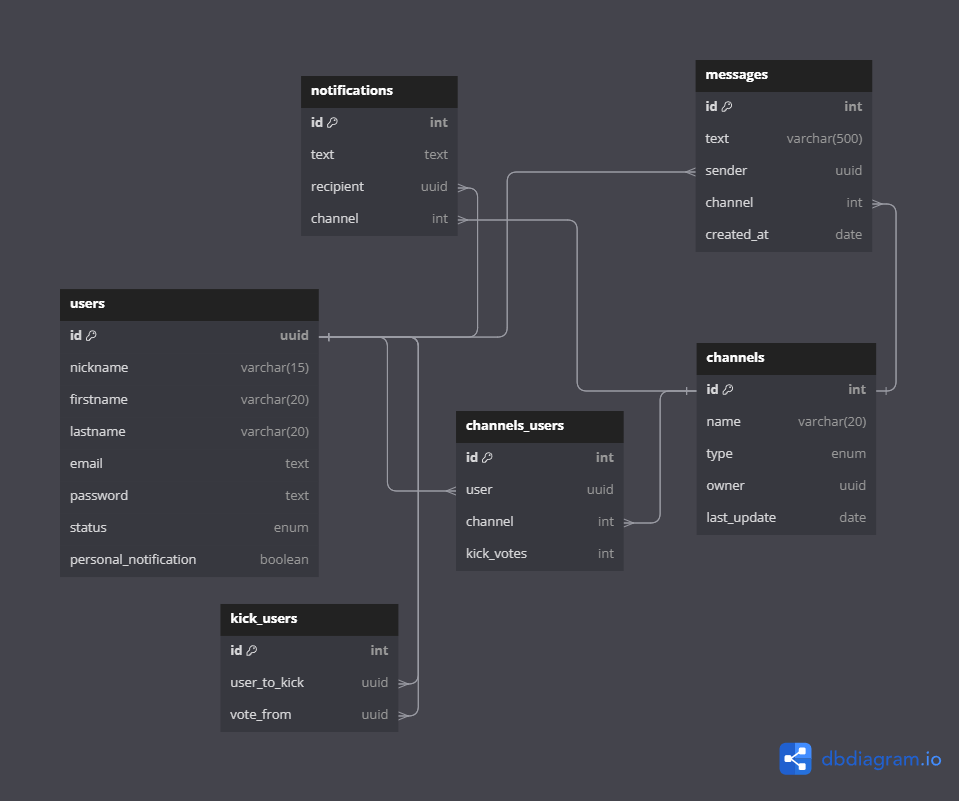 notifications
id int
text text
recipient uuid
channel int
messages
id int
text varchar(500)
sender uuid
channel int
created_at date
users
id uuid
nickname varchar(15)
firstname varchar(20)
lastname varchar(20)
email text
password text
status enum
personal_notification boolean
channels
id int
name varchar(20)
type enum
owner uuid
last_update date
channels_users
id int
user uuid
channel int
kick_votes int
kick_users
id int
user_to_kick uuid
vote_from uuid
dbdiagram.io